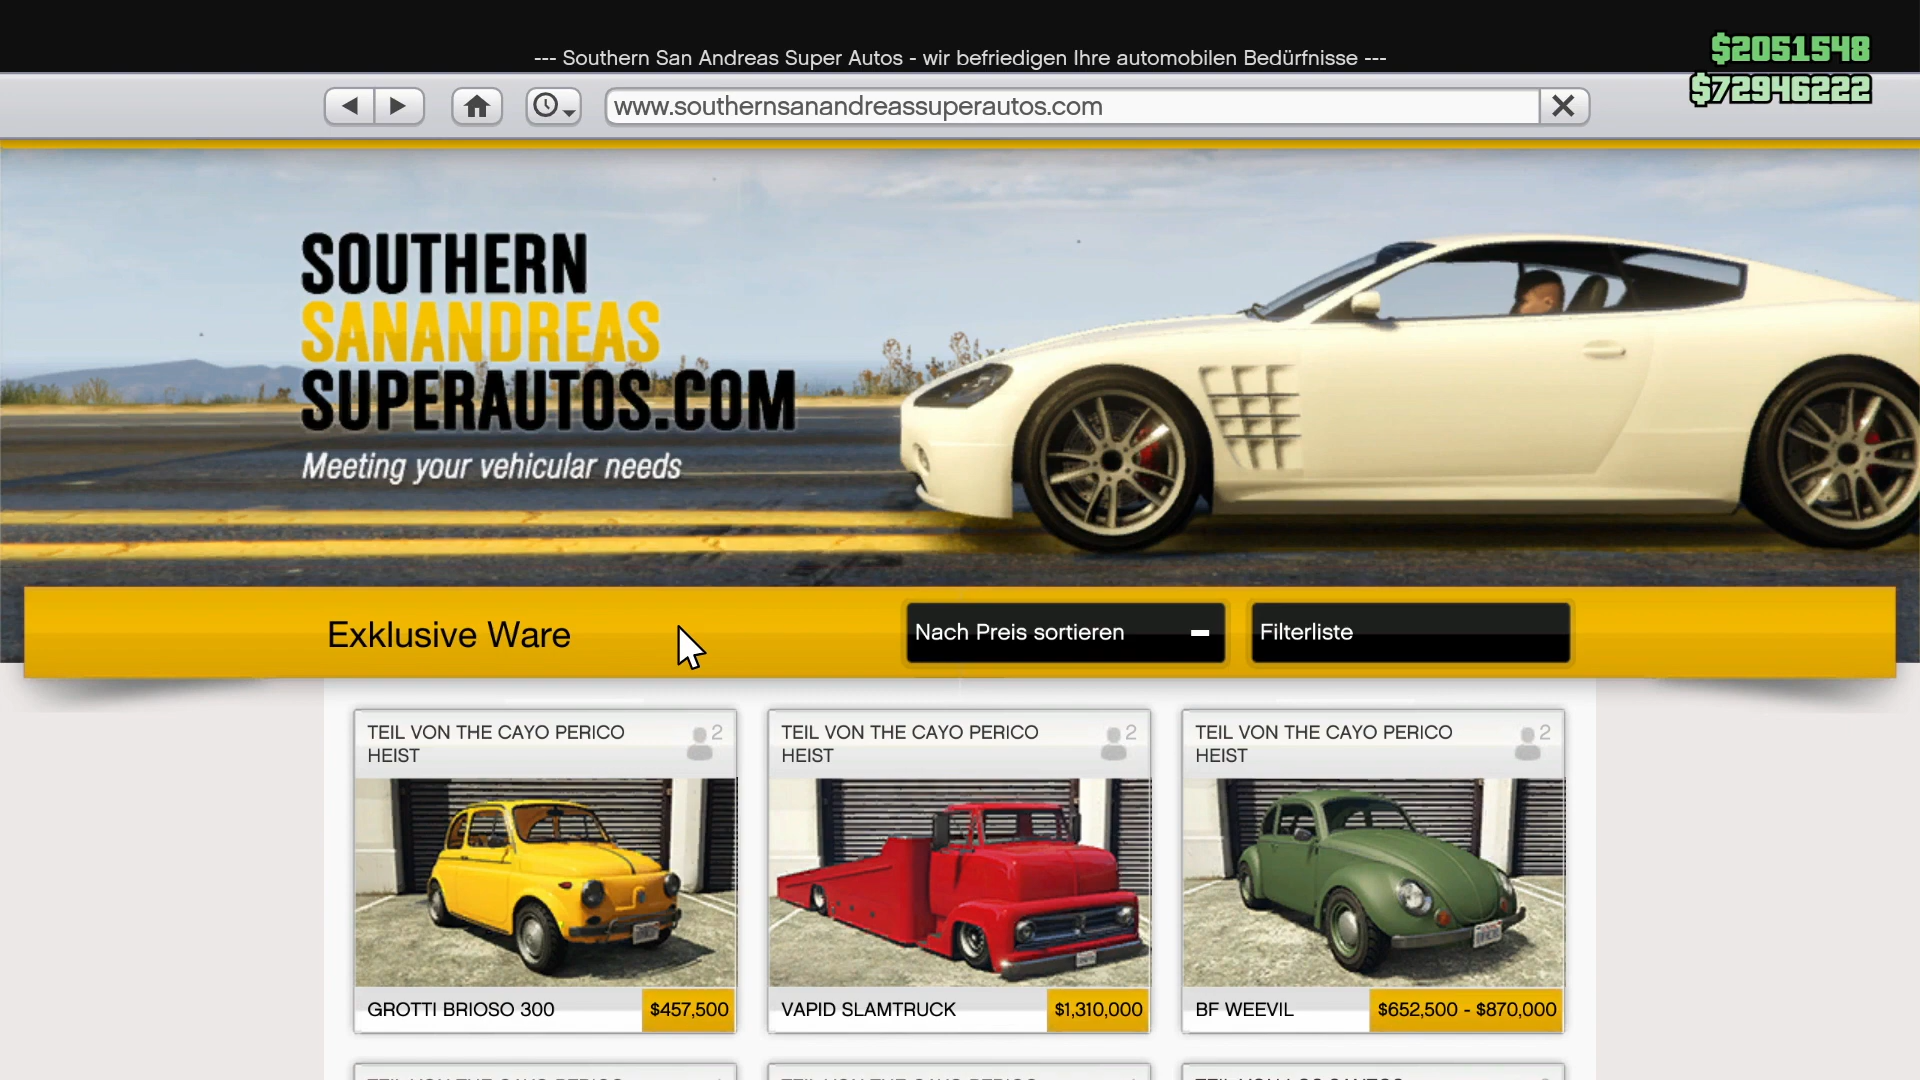 --- Southern San Andreas Super Autos - wir befriedigen Ihre automobilen Bedürfnisse ---
$2051548
$72946222
www.southernsanandreassuperautos.com
SOUTHERN
SANANDREAS
SUPERAUTOS.COM
Meeting your vehicular needs
Exklusive Ware
Nach Preis sortieren
Filterliste
TEIL VON THE CAYO PERICO
HEIST
2
TEIL VON THE CAYO PERICO
HEIST
2
TEIL VON THE CAYO PERICO
HEIST
2
GROTTI BRIOSO 300
$457,500
VAPID SLAMTRUCK
$1,310,000
BF WEEVIL
$652,500 - $870,000